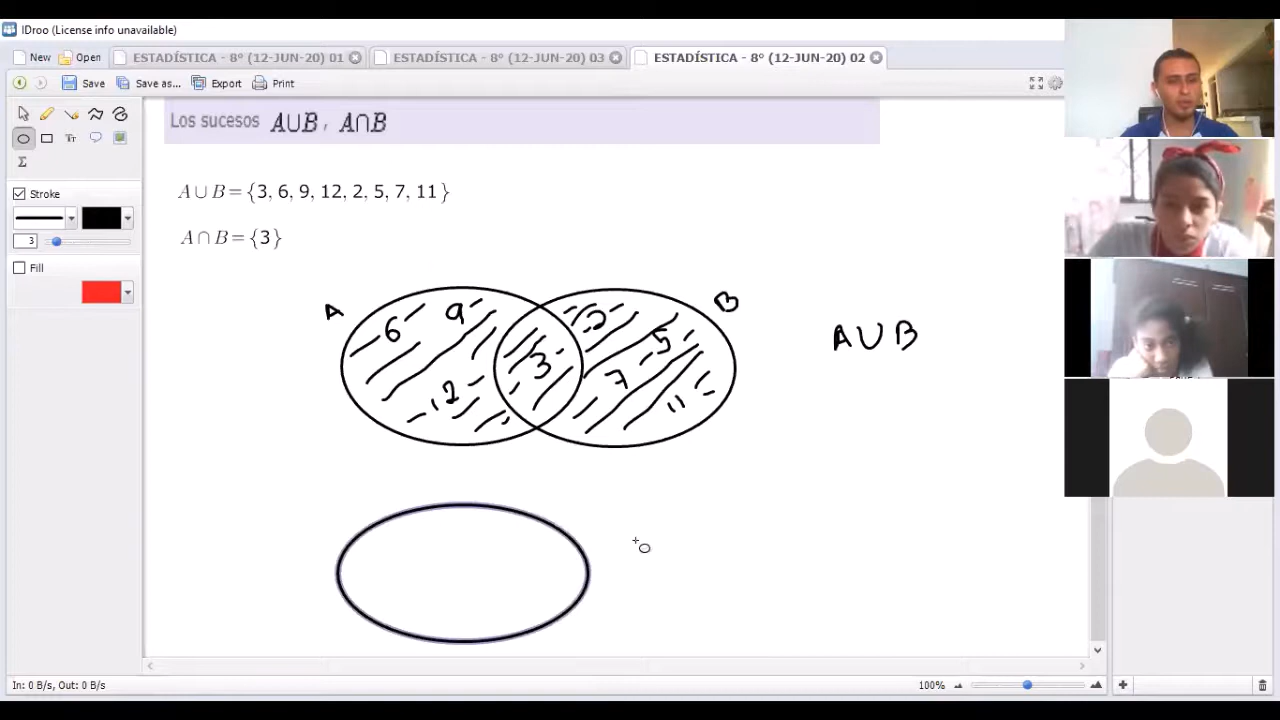 IDroo (License info unavailable)
New Open ESTADÍSTICA - 8º (12-JUN-20) 01 ESTADÍSTICA - 8º (12-JUN-20) 03 ESTADÍSTICA - 8º (12-JUN-20) 02
Save Save as... Export Print
Los sucesos A∪B , A∩B
Tr
Σ
A ∪ B = {3, 6, 9, 12, 2, 5, 7, 11 }
Stroke
3
A ∩ B = {3}
Fill
A 6 9 12 3 2 5 7 11 B
A ∪ B
In: 0 B/s, Out: 0 B/s 100%